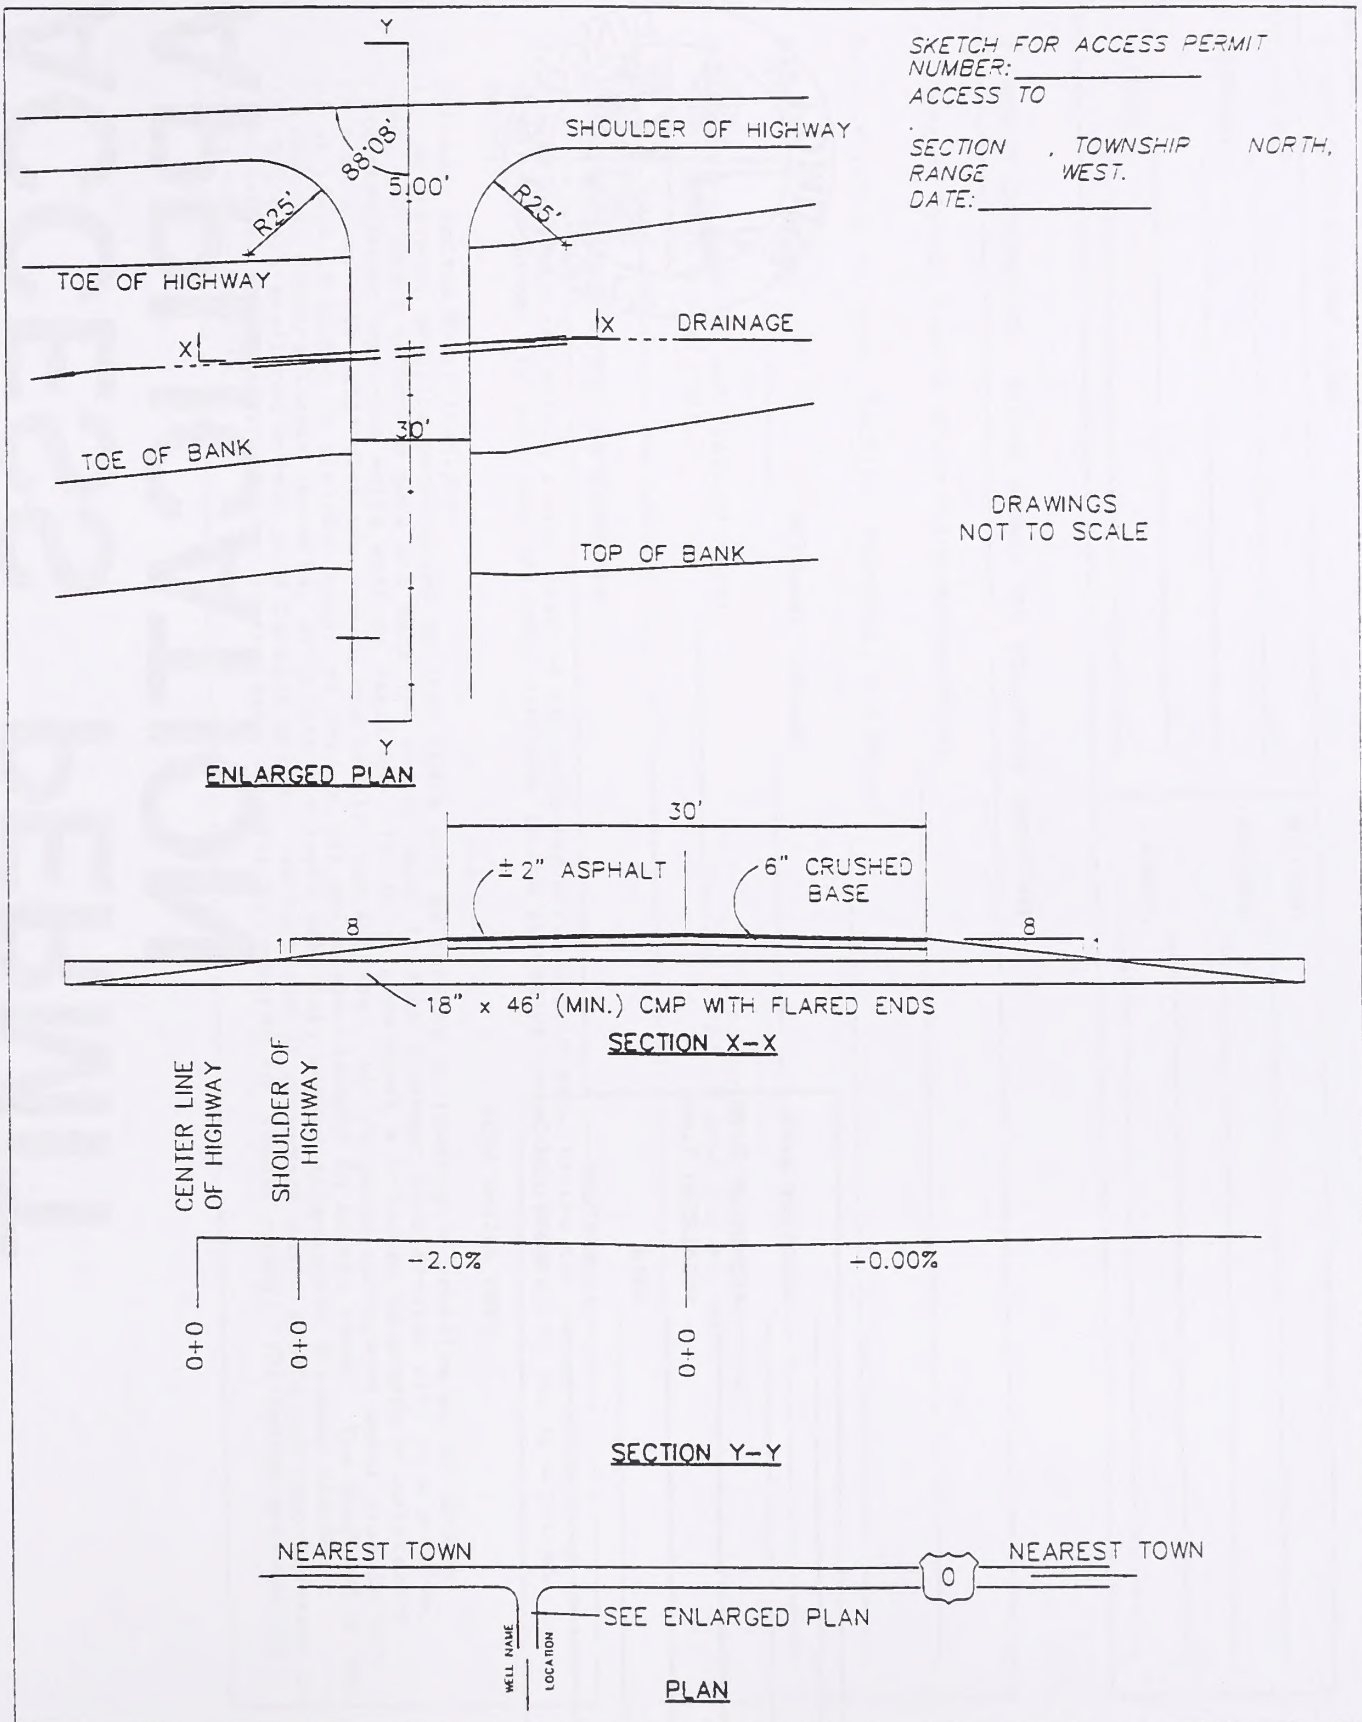 Y
SKETCH FOR ACCESS PERMIT
NUMBER:
ACCESS TO
.
SECTION , TOWNSHIP NORTH,
RANGE WEST.
DATE:
SHOULDER OF HIGHWAY
88°08'
5.00'
R25'
R25'
TOE OF HIGHWAY
X
X
DRAINAGE
30'
TOE OF BANK
DRAWINGS
NOT TO SCALE
TOP OF BANK
Y
ENLARGED PLAN
30'
±2" ASPHALT
6" CRUSHED
BASE
1
8
8
1
18" x 46' (MIN.) CMP WITH FLARED ENDS
SECTION X-X
CENTER LINE
OF HIGHWAY
SHOULDER OF
HIGHWAY
-2.0%
+0.00%
0+0
0+0
0+0
SECTION Y-Y
NEAREST TOWN
0
NEAREST TOWN
SEE ENLARGED PLAN
WELL NAME
LOCATION
PLAN